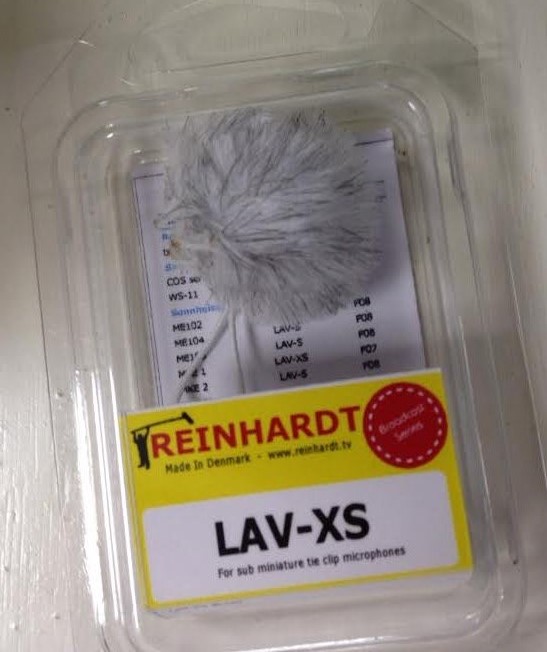 COS
WS-11
Sennheiser
ME102
ME104
LAV-S
LAV-S
LAV-XS
LAV-S
F08
F08
F08
F07
F08
REINHARDT
Made In Denmark - www.reinhardt.tv
Broadcast
Series
LAV-XS
For sub miniature tie clip microphones